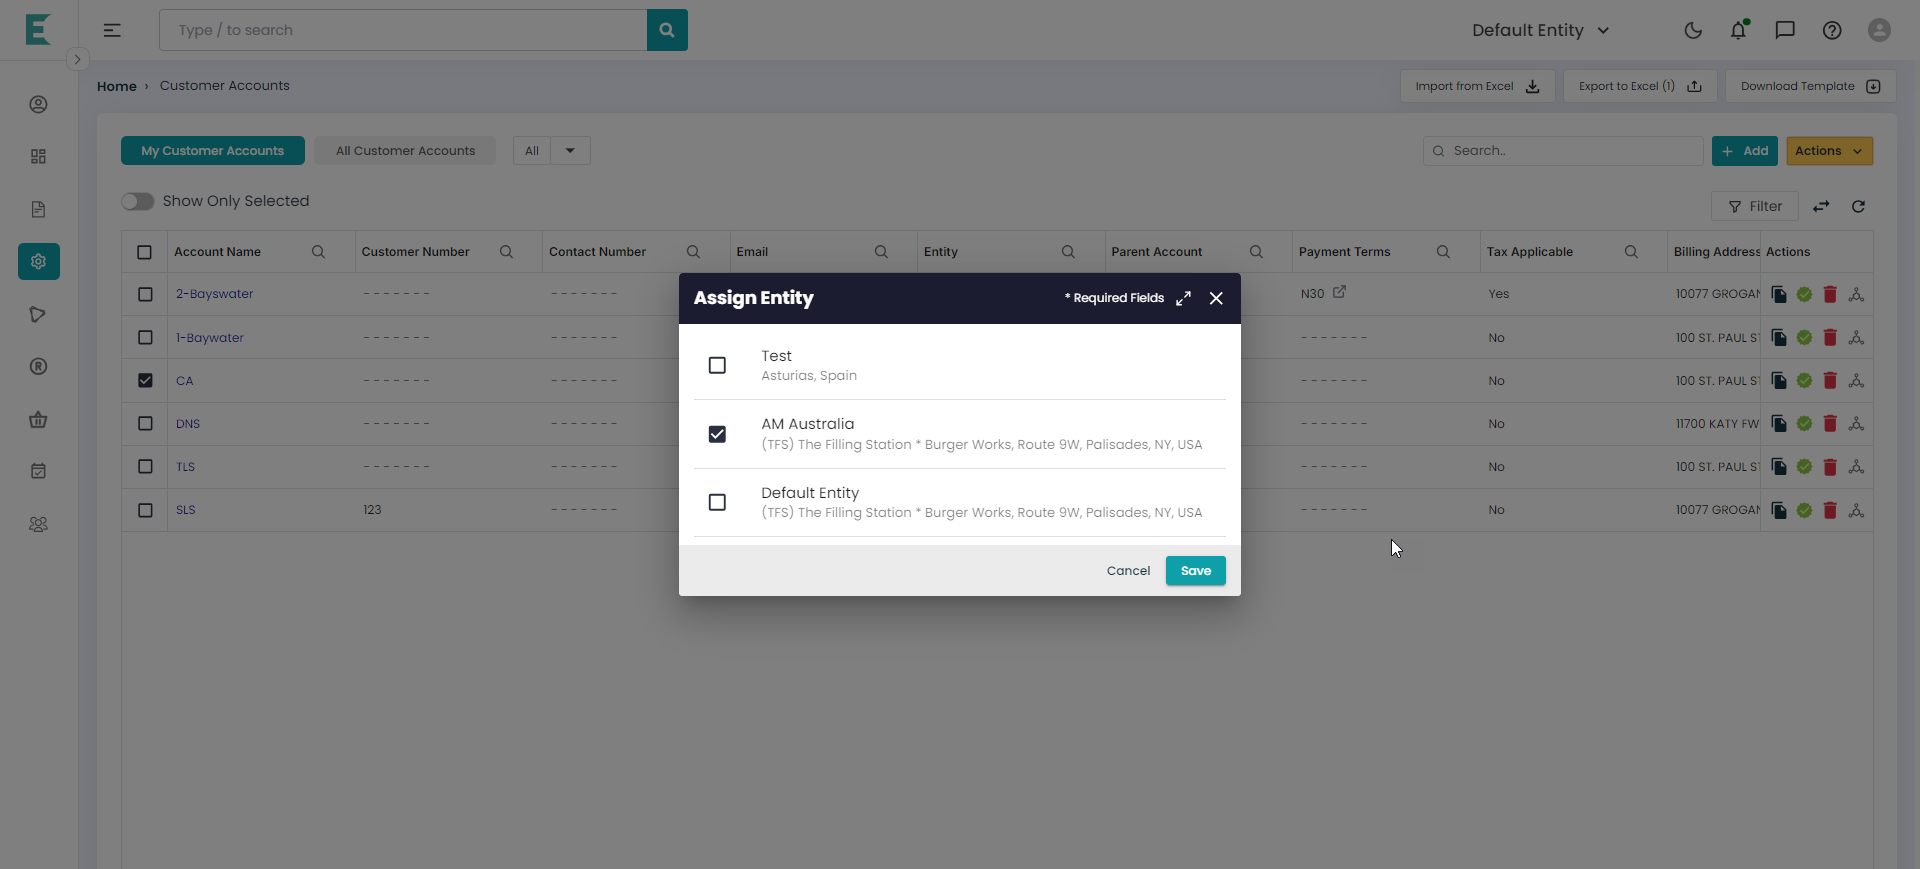 E
Type / to search
Default Entity
Home › Customer Accounts
Import from Excel
Export to Excel (1)
Download Template
My Customer Accounts
All Customer Accounts
All
Search..
+ Add
Actions
Show Only Selected
Filter
Account Name
Customer Number
Contact Number
Email
Entity
Parent Account
Payment Terms
Tax Applicable
Billing Address
Actions
2-Bayswater
- - - - - - -
- - - - - - -
N30
Yes
10077 GROGAN
1-Baywater
- - - - - - -
- - - - - - -
- - - - - - -
No
100 ST. PAUL ST
CA
- - - - - - -
- - - - - - -
- - - - - - -
No
100 ST. PAUL ST
DNS
- - - - - - -
- - - - - - -
- - - - - - -
No
11700 KATY FW
TLS
- - - - - - -
- - - - - - -
- - - - - - -
No
100 ST. PAUL ST
SLS
123
- - - - - - -
- - - - - - -
No
10077 GROGAN
Assign Entity
* Required Fields
Test
Asturias, Spain
AM Australia
(TFS) The Filling Station * Burger Works, Route 9W, Palisades, NY, USA
Default Entity
(TFS) The Filling Station * Burger Works, Route 9W, Palisades, NY, USA
Cancel
Save